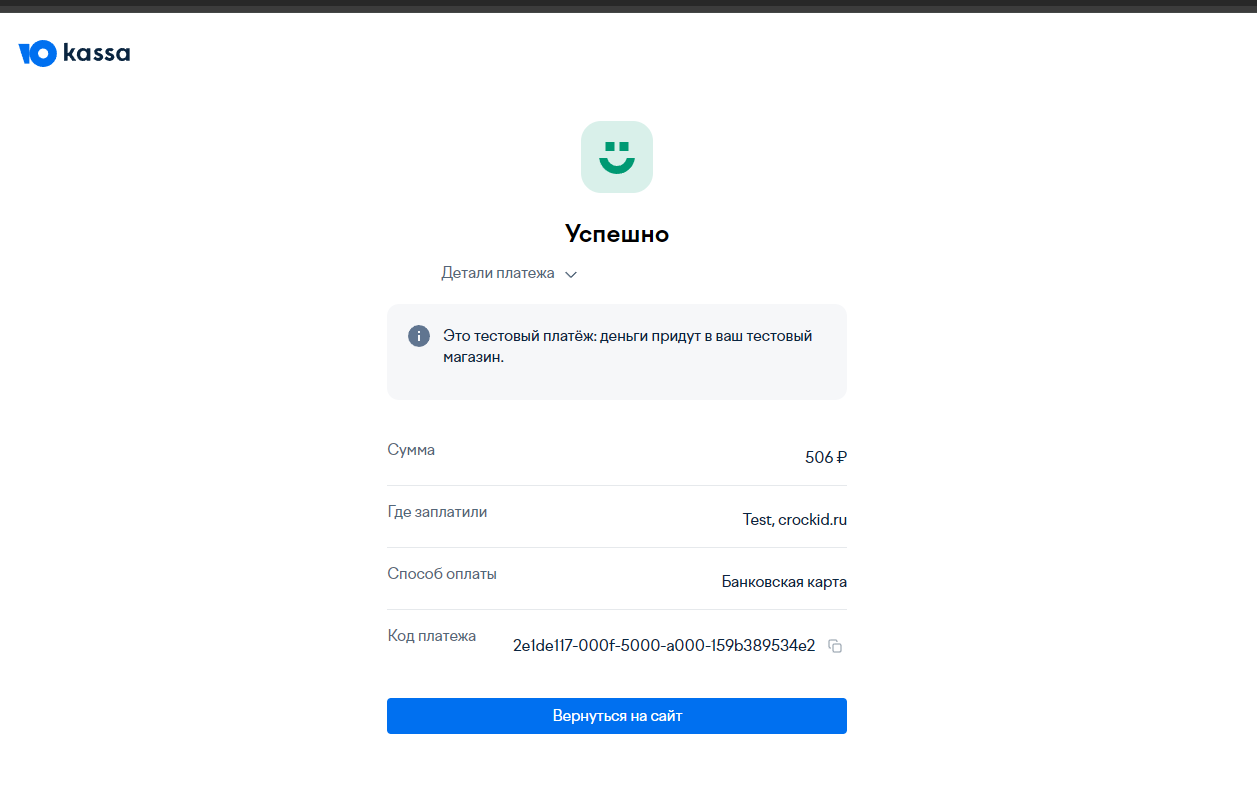 Ю kassa
Успешно
Детали платежа
Это тестовый платёж: деньги придут в ваш тестовый
магазин.
Сумма
506 ₽
Где заплатили
Test, crockid.ru
Способ оплаты
Банковская карта
Код платежа
2e1de117-000f-5000-a000-159b389534e2
Вернуться на сайт